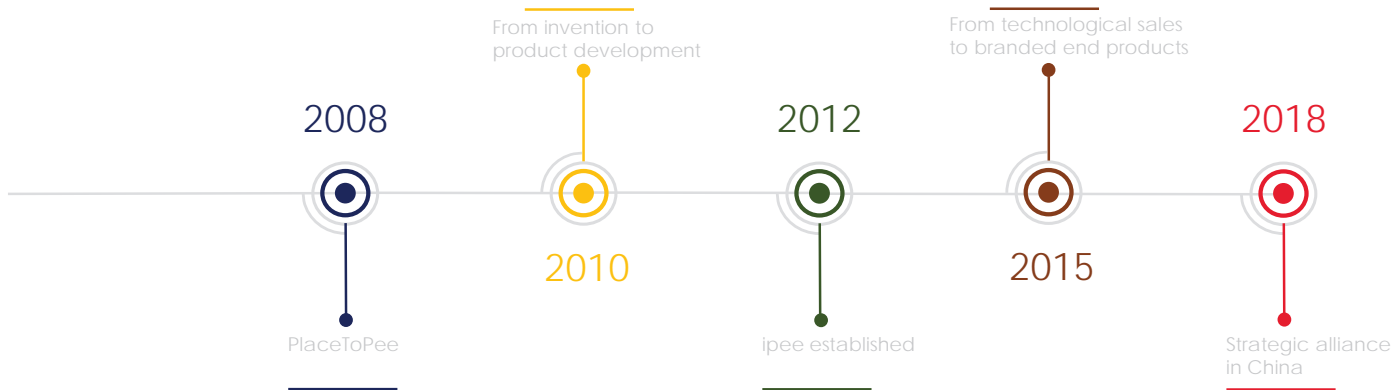 From invention to
product development
From technological sales
to branded end products
2008
2012
2018
2010
2015
PlaceToPee
ipee established
Strategic alliance
in China